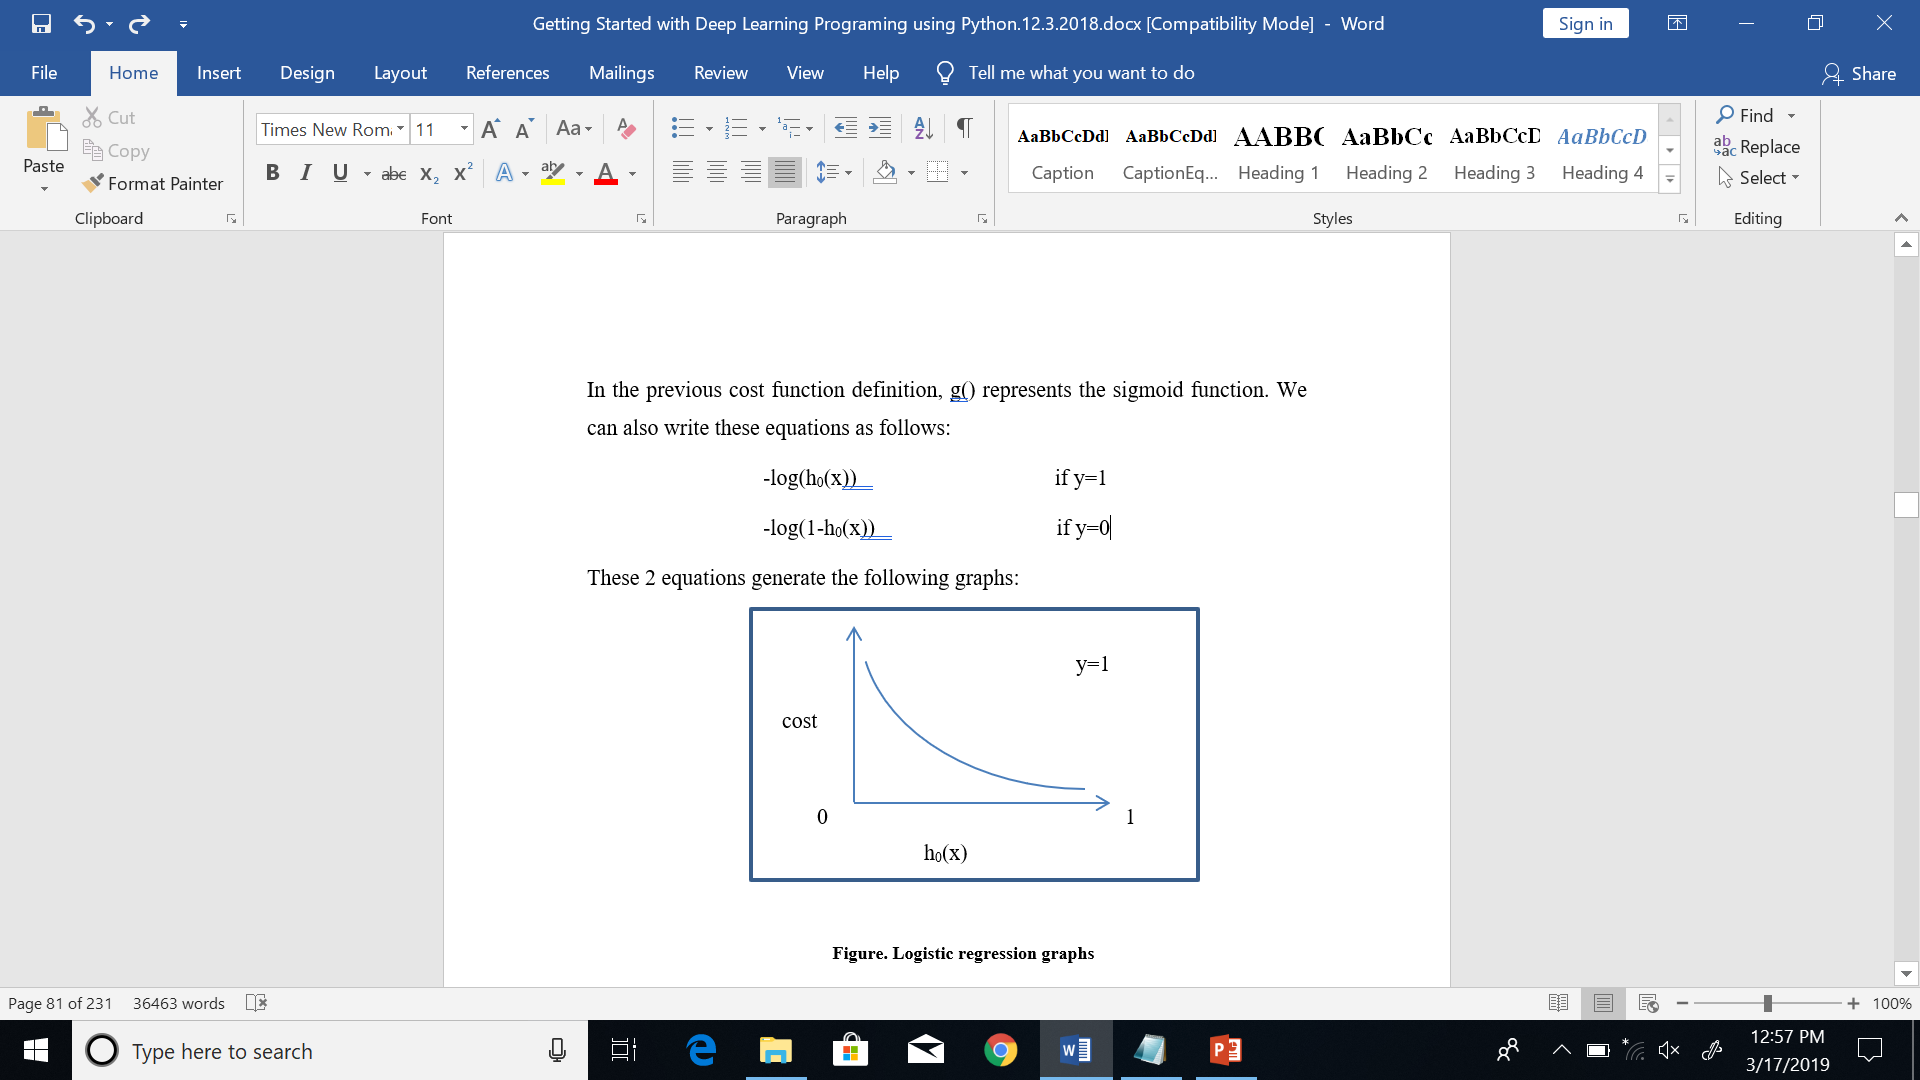 Getting Started with Deep Learning Programing using Python.12.3.2018.docx [Compatibility Mode] - Word
Sign in
File Home Insert Design Layout References Mailings Review View Help Tell me what you want to do Share
Paste
Cut
Copy
Format Painter
Clipboard
Times New Rom 11
Font
Paragraph
AaBbCcDdI AaBbCcDdI AABBC AaBbCc AaBbCcD AaBbCcD
Caption CaptionEq... Heading 1 Heading 2 Heading 3 Heading 4
Styles
Find
Replace
Select
Editing
In the previous cost function definition, g() represents the sigmoid function. We
can also write these equations as follows:
-log(h₀(x)) if y=1
-log(1-h₀(x)) if y=0
These 2 equations generate the following graphs:
y=1
cost
0 1
h₀(x)
Figure. Logistic regression graphs
Page 81 of 231 36463 words 100%
Type here to search
12:57 PM
3/17/2019